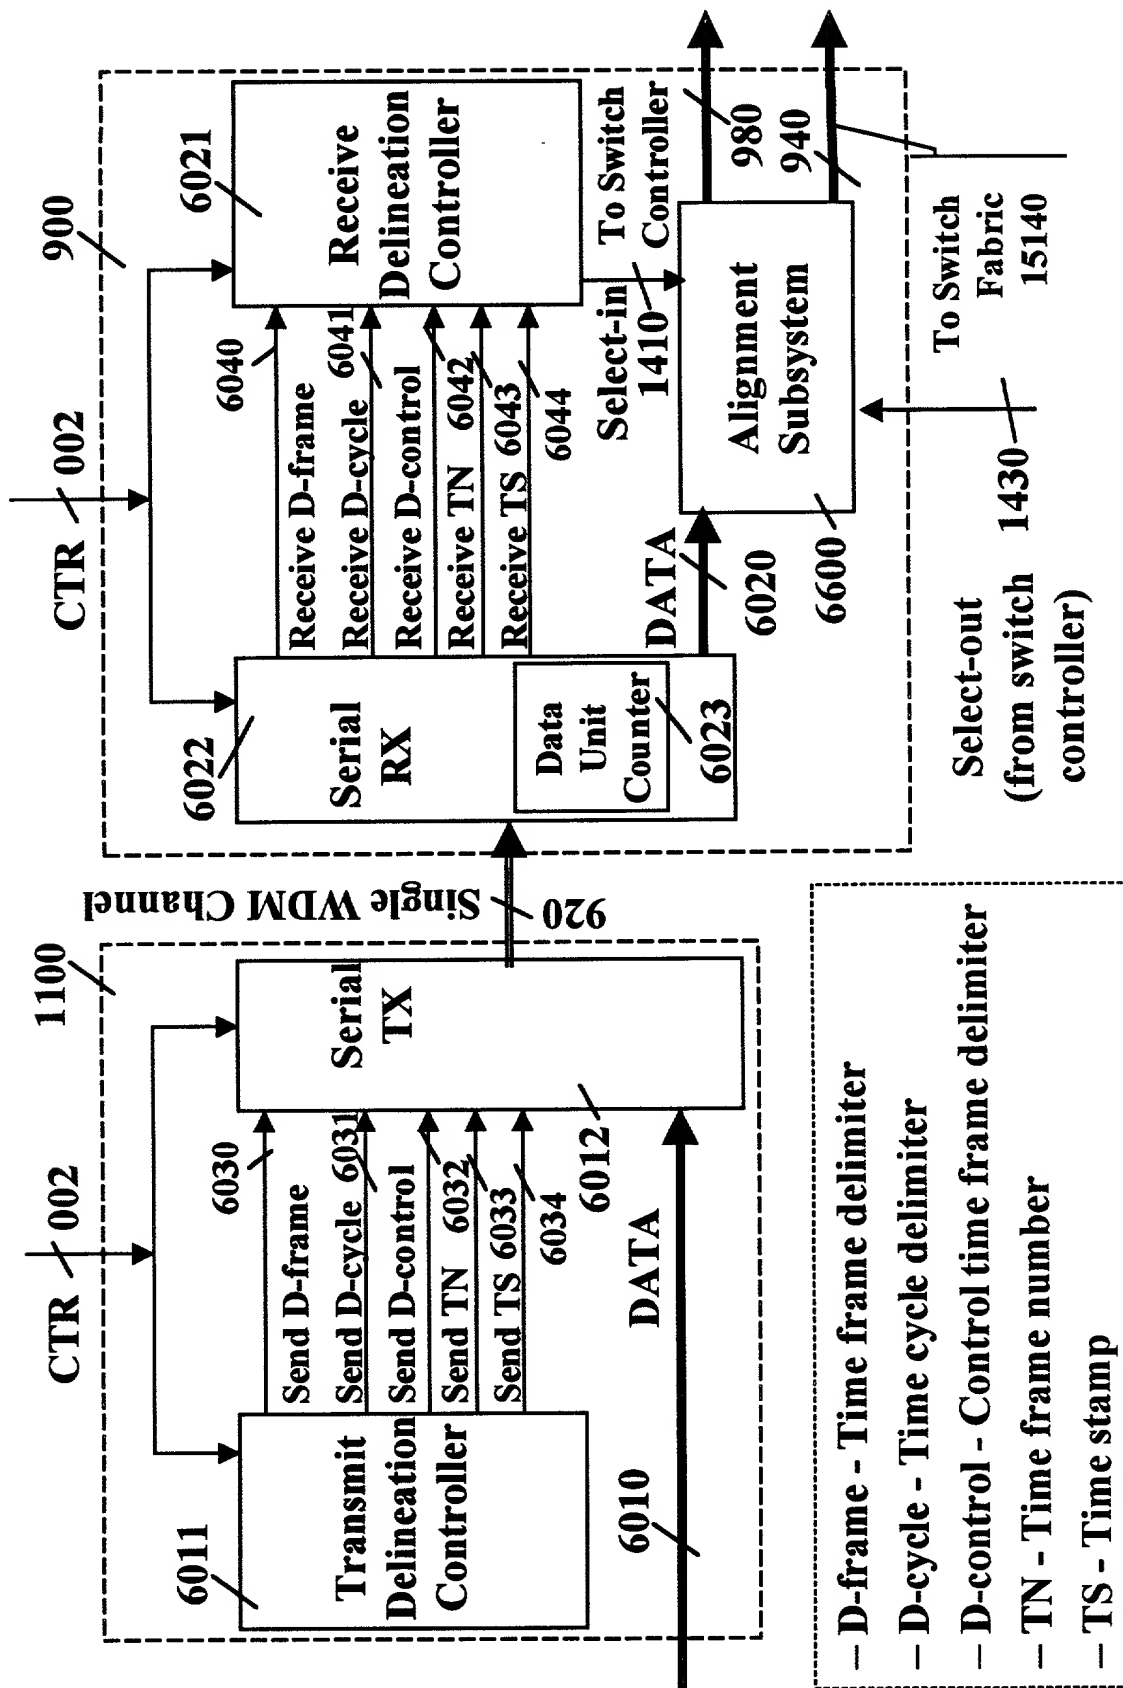 CTR
002
1100
6011
Transmit
Delineation
Controller
6030
Send D-frame
Send D-cycle
6031
Send D-control
Send TN
6032
Send TS
6033
6034
Serial
TX
6012
DATA
6010
Single WDM Channel
920
CTR
002
900
6022
Serial
RX
Data
Unit
Counter
6023
6040
Receive D-frame
Receive D-cycle
6041
Receive D-control
Receive TN
6042
Receive TS
6043
6044
6021
Receive
Delineation
Controller
Select-in
1410
To Switch
Controller
980
940
DATA
6020
6600
Alignment
Subsystem
To Switch
Fabric
15140
1430
Select-out
(from switch
controller)
– D-frame - Time frame delimiter
– D-cycle - Time cycle delimiter
– D-control - Control time frame delimiter
– TN - Time frame number
– TS - Time stamp